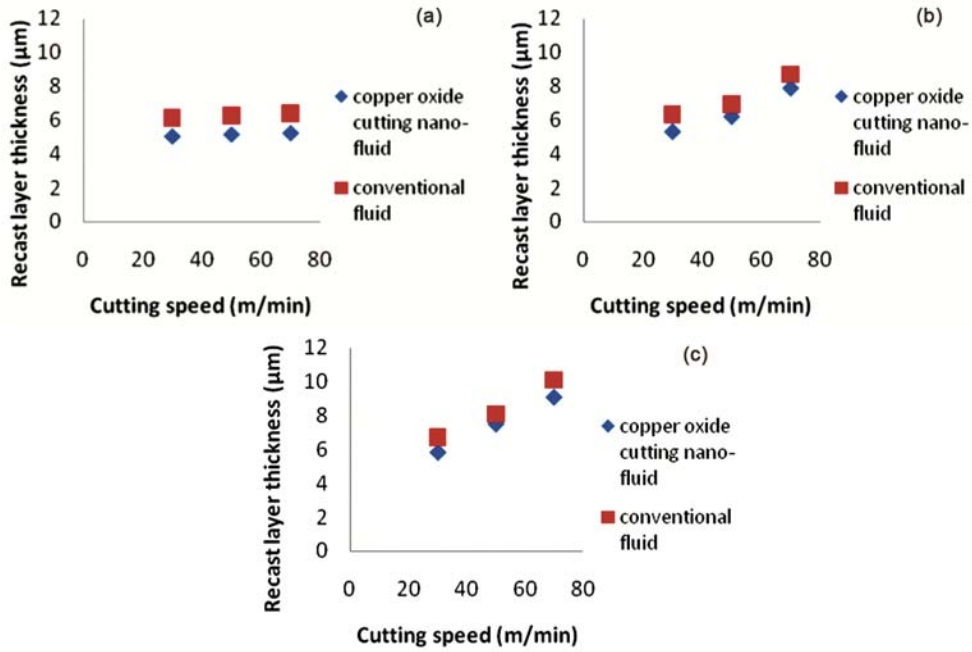 (a)
Recast layer thickness (µm)
12
10
8
6
4
2
0
0 20 40 60 80
Cutting speed (m/min)
copper oxide
cutting nano-
fluid
conventional
fluid
(b)
Recast layer thickness (µm)
12
10
8
6
4
2
0
0 20 40 60 80
Cutting speed (m/min)
copper oxide
cutting nano-
fluid
conventional
fluid
(c)
Recast layer thickness (µm)
12
10
8
6
4
2
0
0 20 40 60 80
Cutting speed (m/min)
copper oxide
cutting nano-
fluid
conventional
fluid